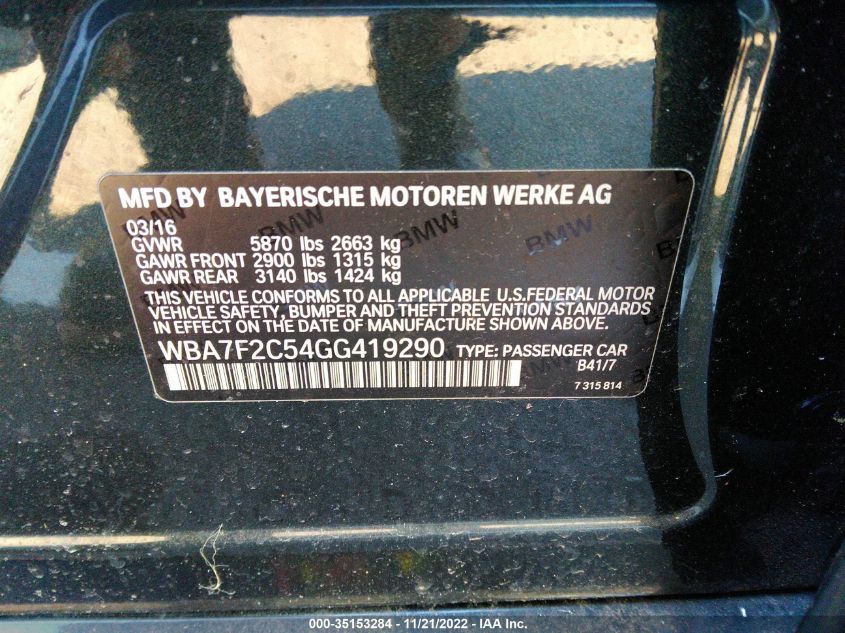 MFD BY BAYERISCHE MOTOREN WERKE AG
03/16
GVWR 5870 lbs 2663 kg
GAWR FRONT 2900 lbs 1315 kg
GAWR REAR 3140 lbs 1424 kg
THIS VEHICLE CONFORMS TO ALL APPLICABLE U.S.FEDERAL MOTOR
VEHICLE SAFETY, BUMPER AND THEFT PREVENTION STANDARDS
IN EFFECT ON THE DATE OF MANUFACTURE SHOWN ABOVE.
WBA7F2C54GG419290 TYPE: PASSENGER CAR
B41/7
7 315 814
BMW
BMW
BMW
000-35153284 - 11/21/2022 - IAA Inc.